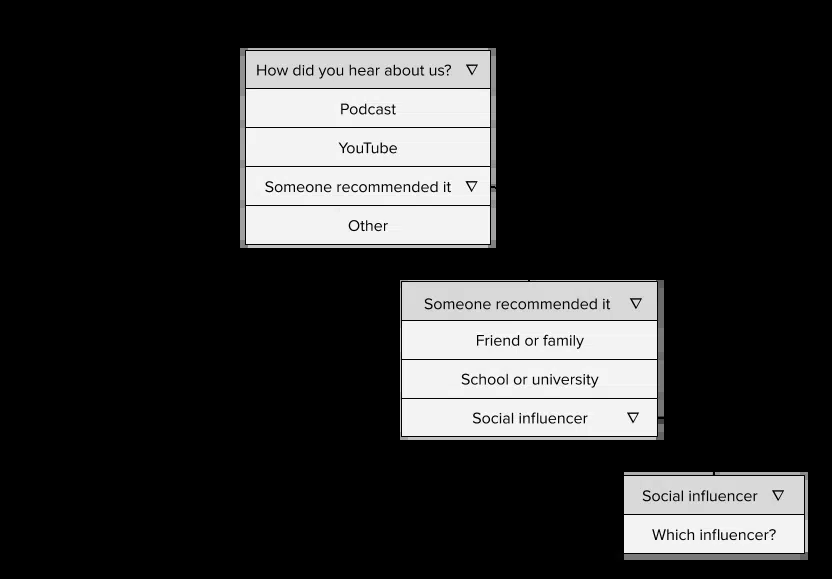 How did you hear about us?
Podcast
YouTube
Someone recommended it
Other
Someone recommended it
Friend or family
School or university
Social influencer
Social influencer
Which influencer?